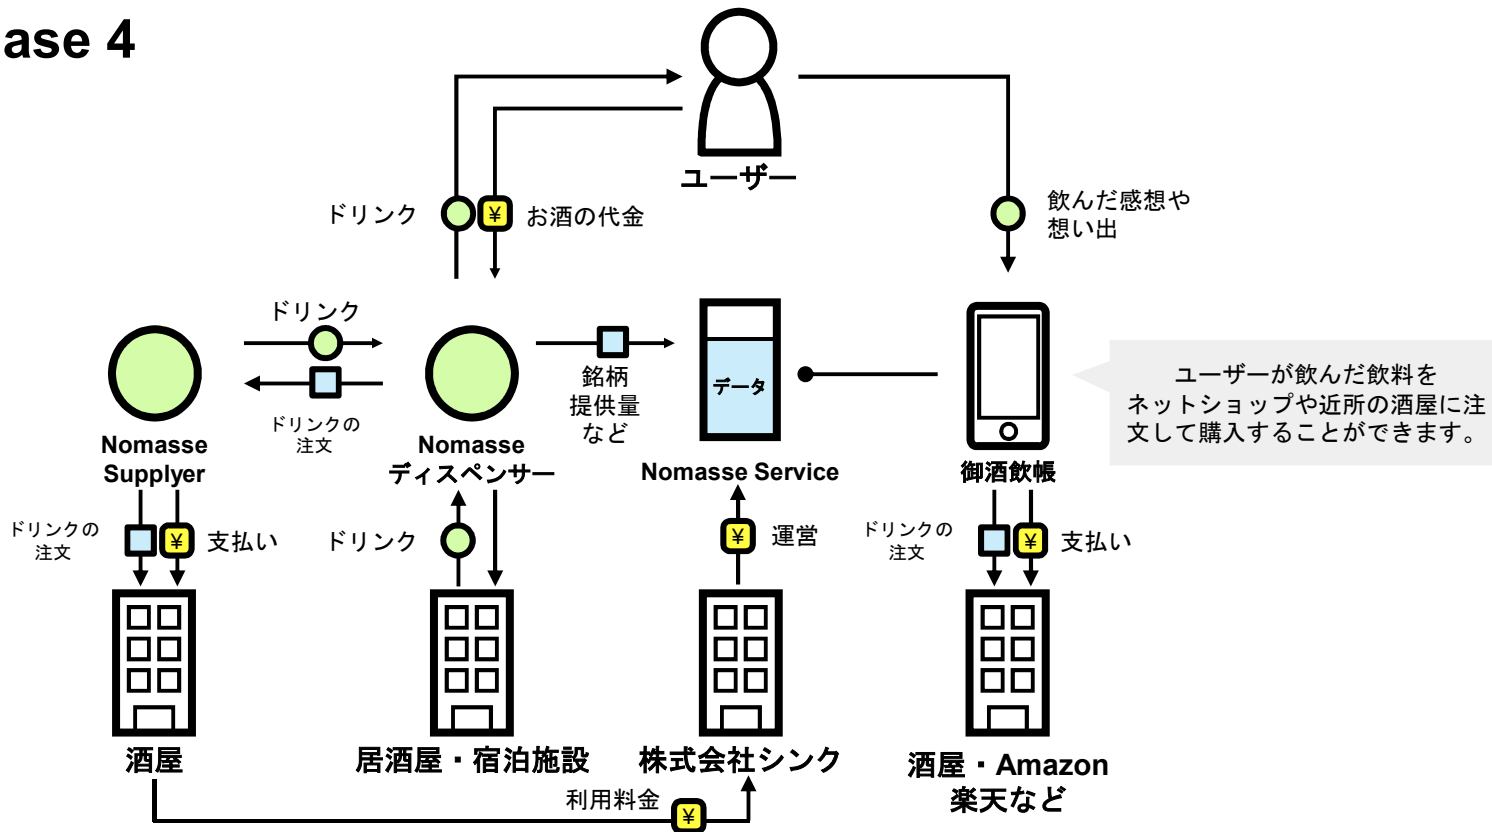 ase 4
ユーザー
ドリンク
¥
お酒の代金
飲んだ感想や
想い出
ドリンク
ドリンクの
注文
銘柄
提供量
など
データ
ユーザーが飲んだ飲料を
ネットショップや近所の酒屋に注
文して購入することができます。
Nomasse
Supplyer
Nomasse
ディスペンサー
Nomasse Service
御酒飲帳
ドリンクの
注文
¥
支払い
ドリンク
¥
運営
ドリンクの
注文
¥
支払い
酒屋
居酒屋・宿泊施設
株式会社シンク
酒屋・Amazon
楽天など
利用料金
¥